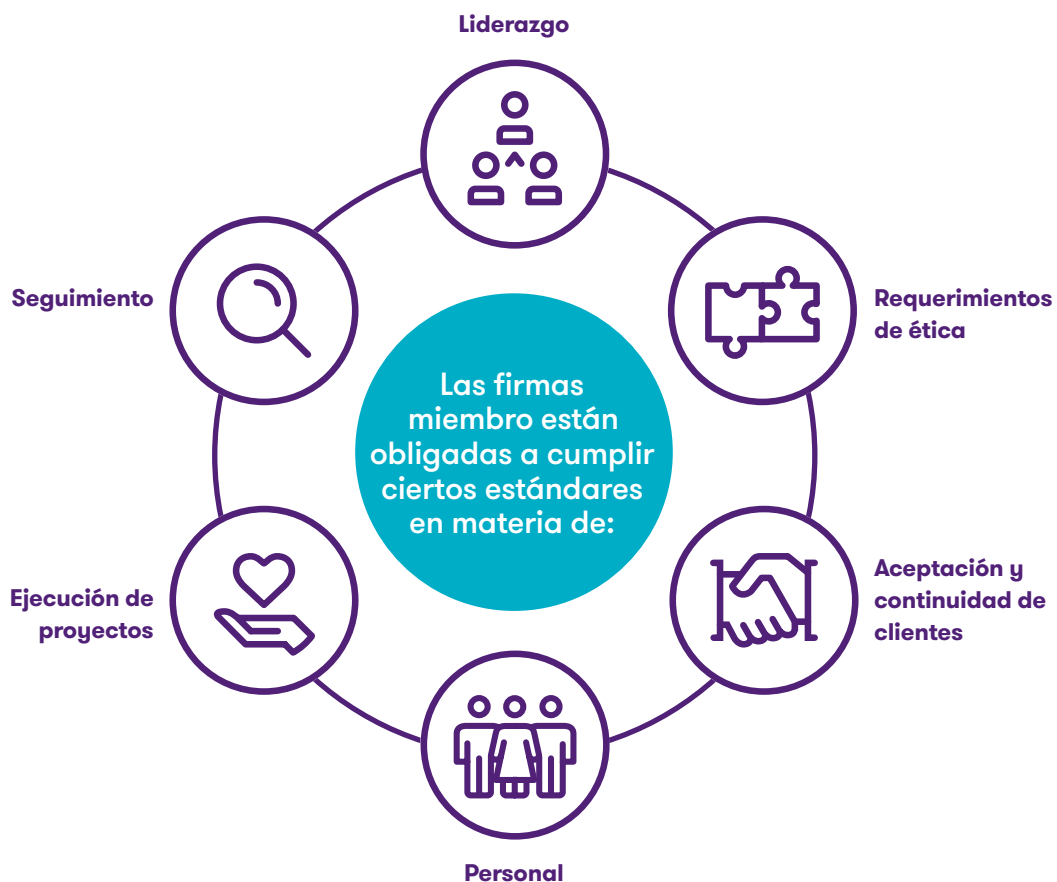 Liderazgo
Seguimiento
Requerimientos
de ética
Las firmas
miembro están
obligadas a cumplir
ciertos estándares
en materia de:
Ejecución de
proyectos
Aceptación y
continuidad de
clientes
Personal